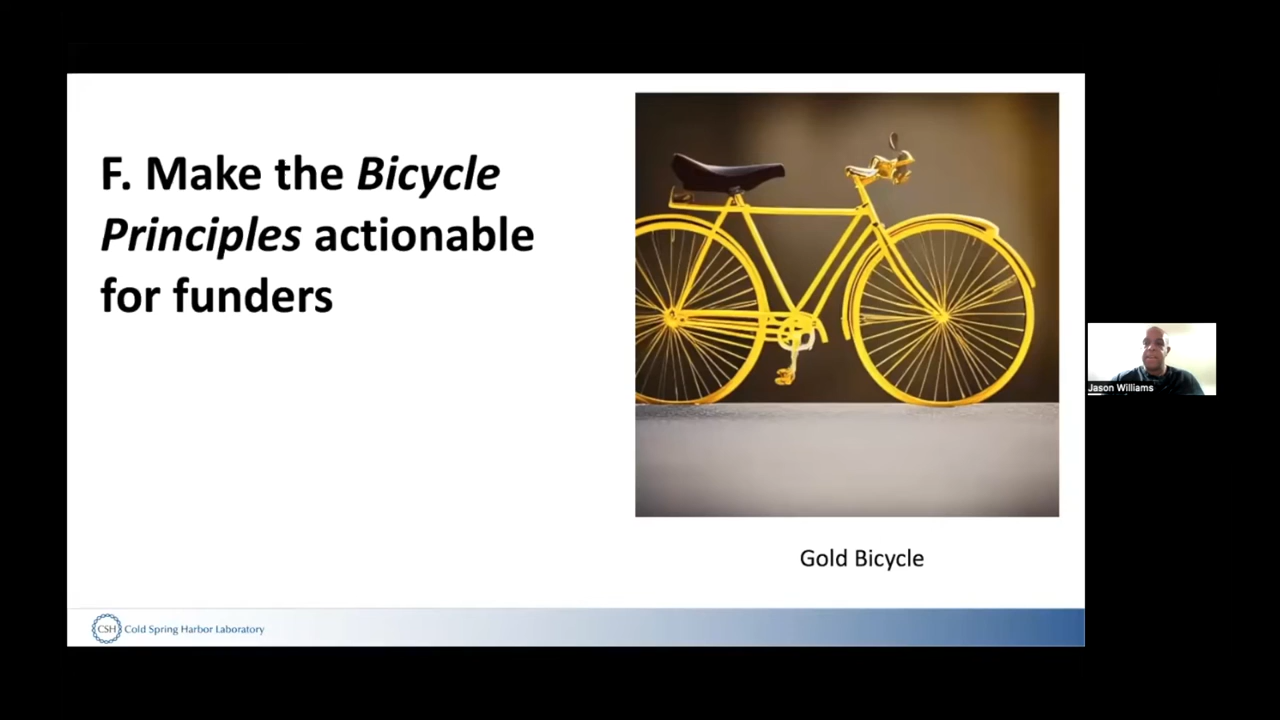 F. Make the Bicycle
Principles actionable
for funders
Gold Bicycle
CSH Cold Spring Harbor Laboratory
Jason Williams